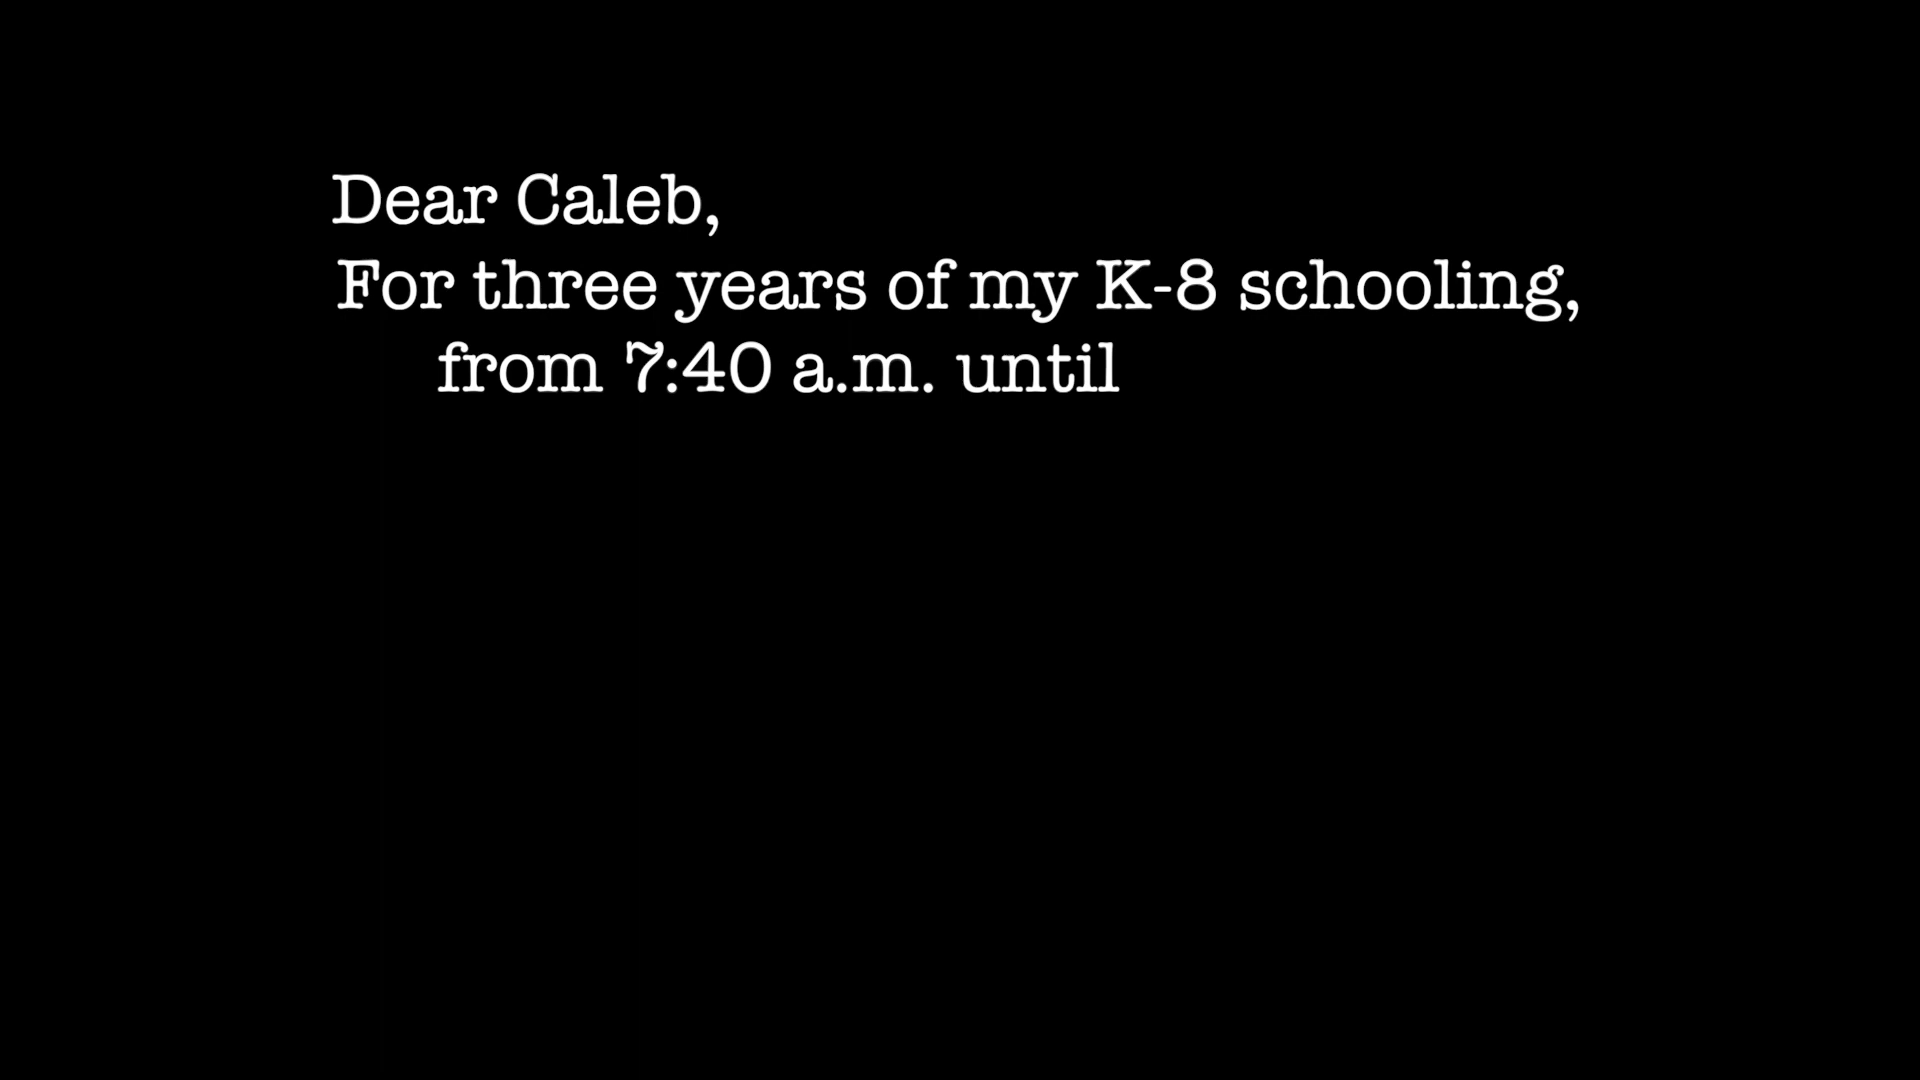 Dear Caleb,
For three years of my K-8 schooling,
from 7:40 a.m. until